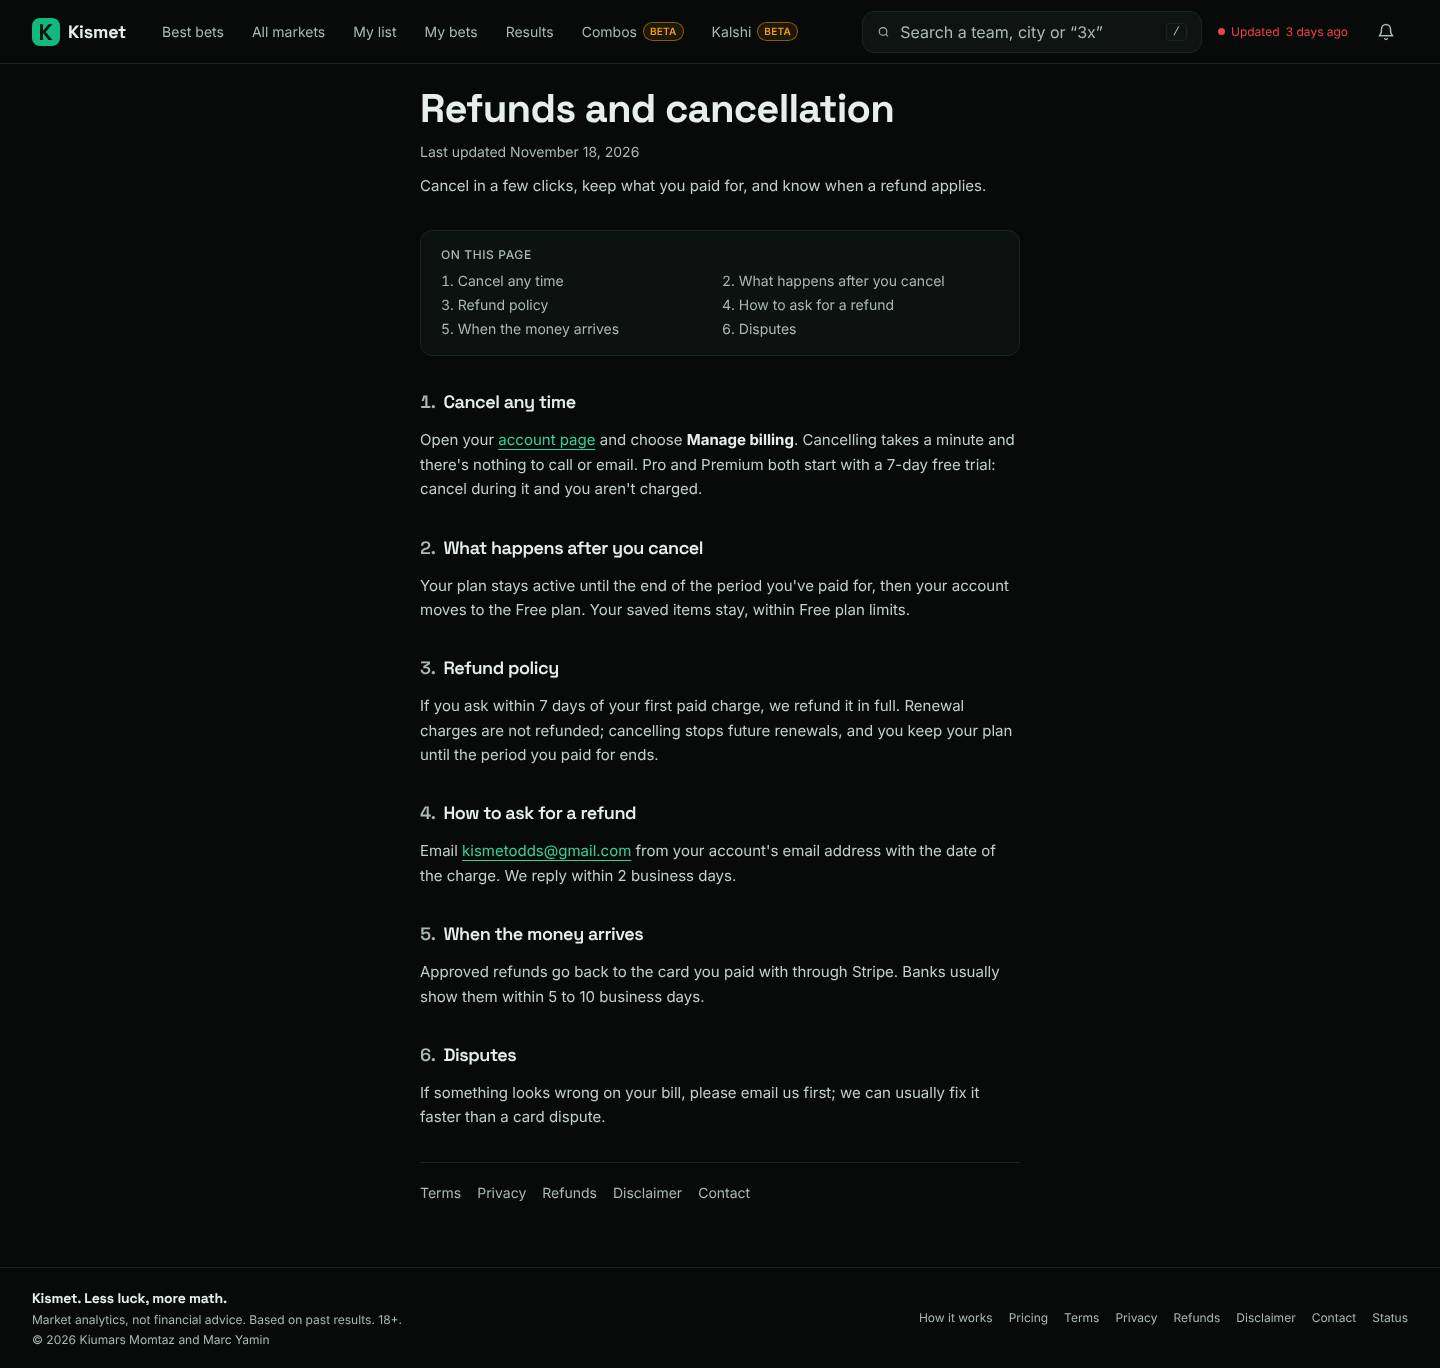 K Kismet Best bets All markets My list My bets Results Combos BETA Kalshi BETA Search a team, city or “3x” / Updated 3 days ago
Refunds and cancellation
Last updated November 18, 2026
Cancel in a few clicks, keep what you paid for, and know when a refund applies.
ON THIS PAGE
1. Cancel any time 2. What happens after you cancel
3. Refund policy 4. How to ask for a refund
5. When the money arrives 6. Disputes
1. Cancel any time
Open your account page and choose Manage billing. Cancelling takes a minute and
there's nothing to call or email. Pro and Premium both start with a 7-day free trial:
cancel during it and you aren't charged.
2. What happens after you cancel
Your plan stays active until the end of the period you've paid for, then your account
moves to the Free plan. Your saved items stay, within Free plan limits.
3. Refund policy
If you ask within 7 days of your first paid charge, we refund it in full. Renewal
charges are not refunded; cancelling stops future renewals, and you keep your plan
until the period you paid for ends.
4. How to ask for a refund
Email kismetodds@gmail.com from your account's email address with the date of
the charge. We reply within 2 business days.
5. When the money arrives
Approved refunds go back to the card you paid with through Stripe. Banks usually
show them within 5 to 10 business days.
6. Disputes
If something looks wrong on your bill, please email us first; we can usually fix it
faster than a card dispute.
Terms Privacy Refunds Disclaimer Contact
Kismet. Less luck, more math.
Market analytics, not financial advice. Based on past results. 18+.
© 2026 Kiumars Momtaz and Marc Yamin
How it works Pricing Terms Privacy Refunds Disclaimer Contact Status